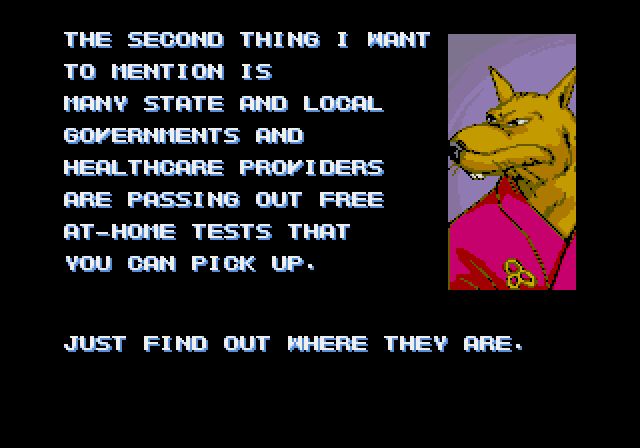 THE SECOND THING I WANT
TO MENTION IS
MANY STATE AND LOCAL
GOVERNMENTS AND
HEALTHCARE PROVIDERS
ARE PASSING OUT FREE
AT-HOME TESTS THAT
YOU CAN PICK UP.
JUST FIND OUT WHERE THEY ARE.